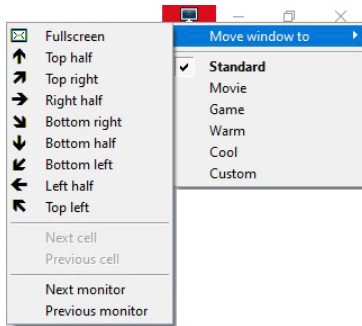 Move window to
Standard
Movie
Game
Warm
Cool
Custom
Fullscreen
Top half
Top right
Right half
Bottom right
Bottom half
Bottom left
Left half
Top left
Next cell
Previous cell
Next monitor
Previous monitor